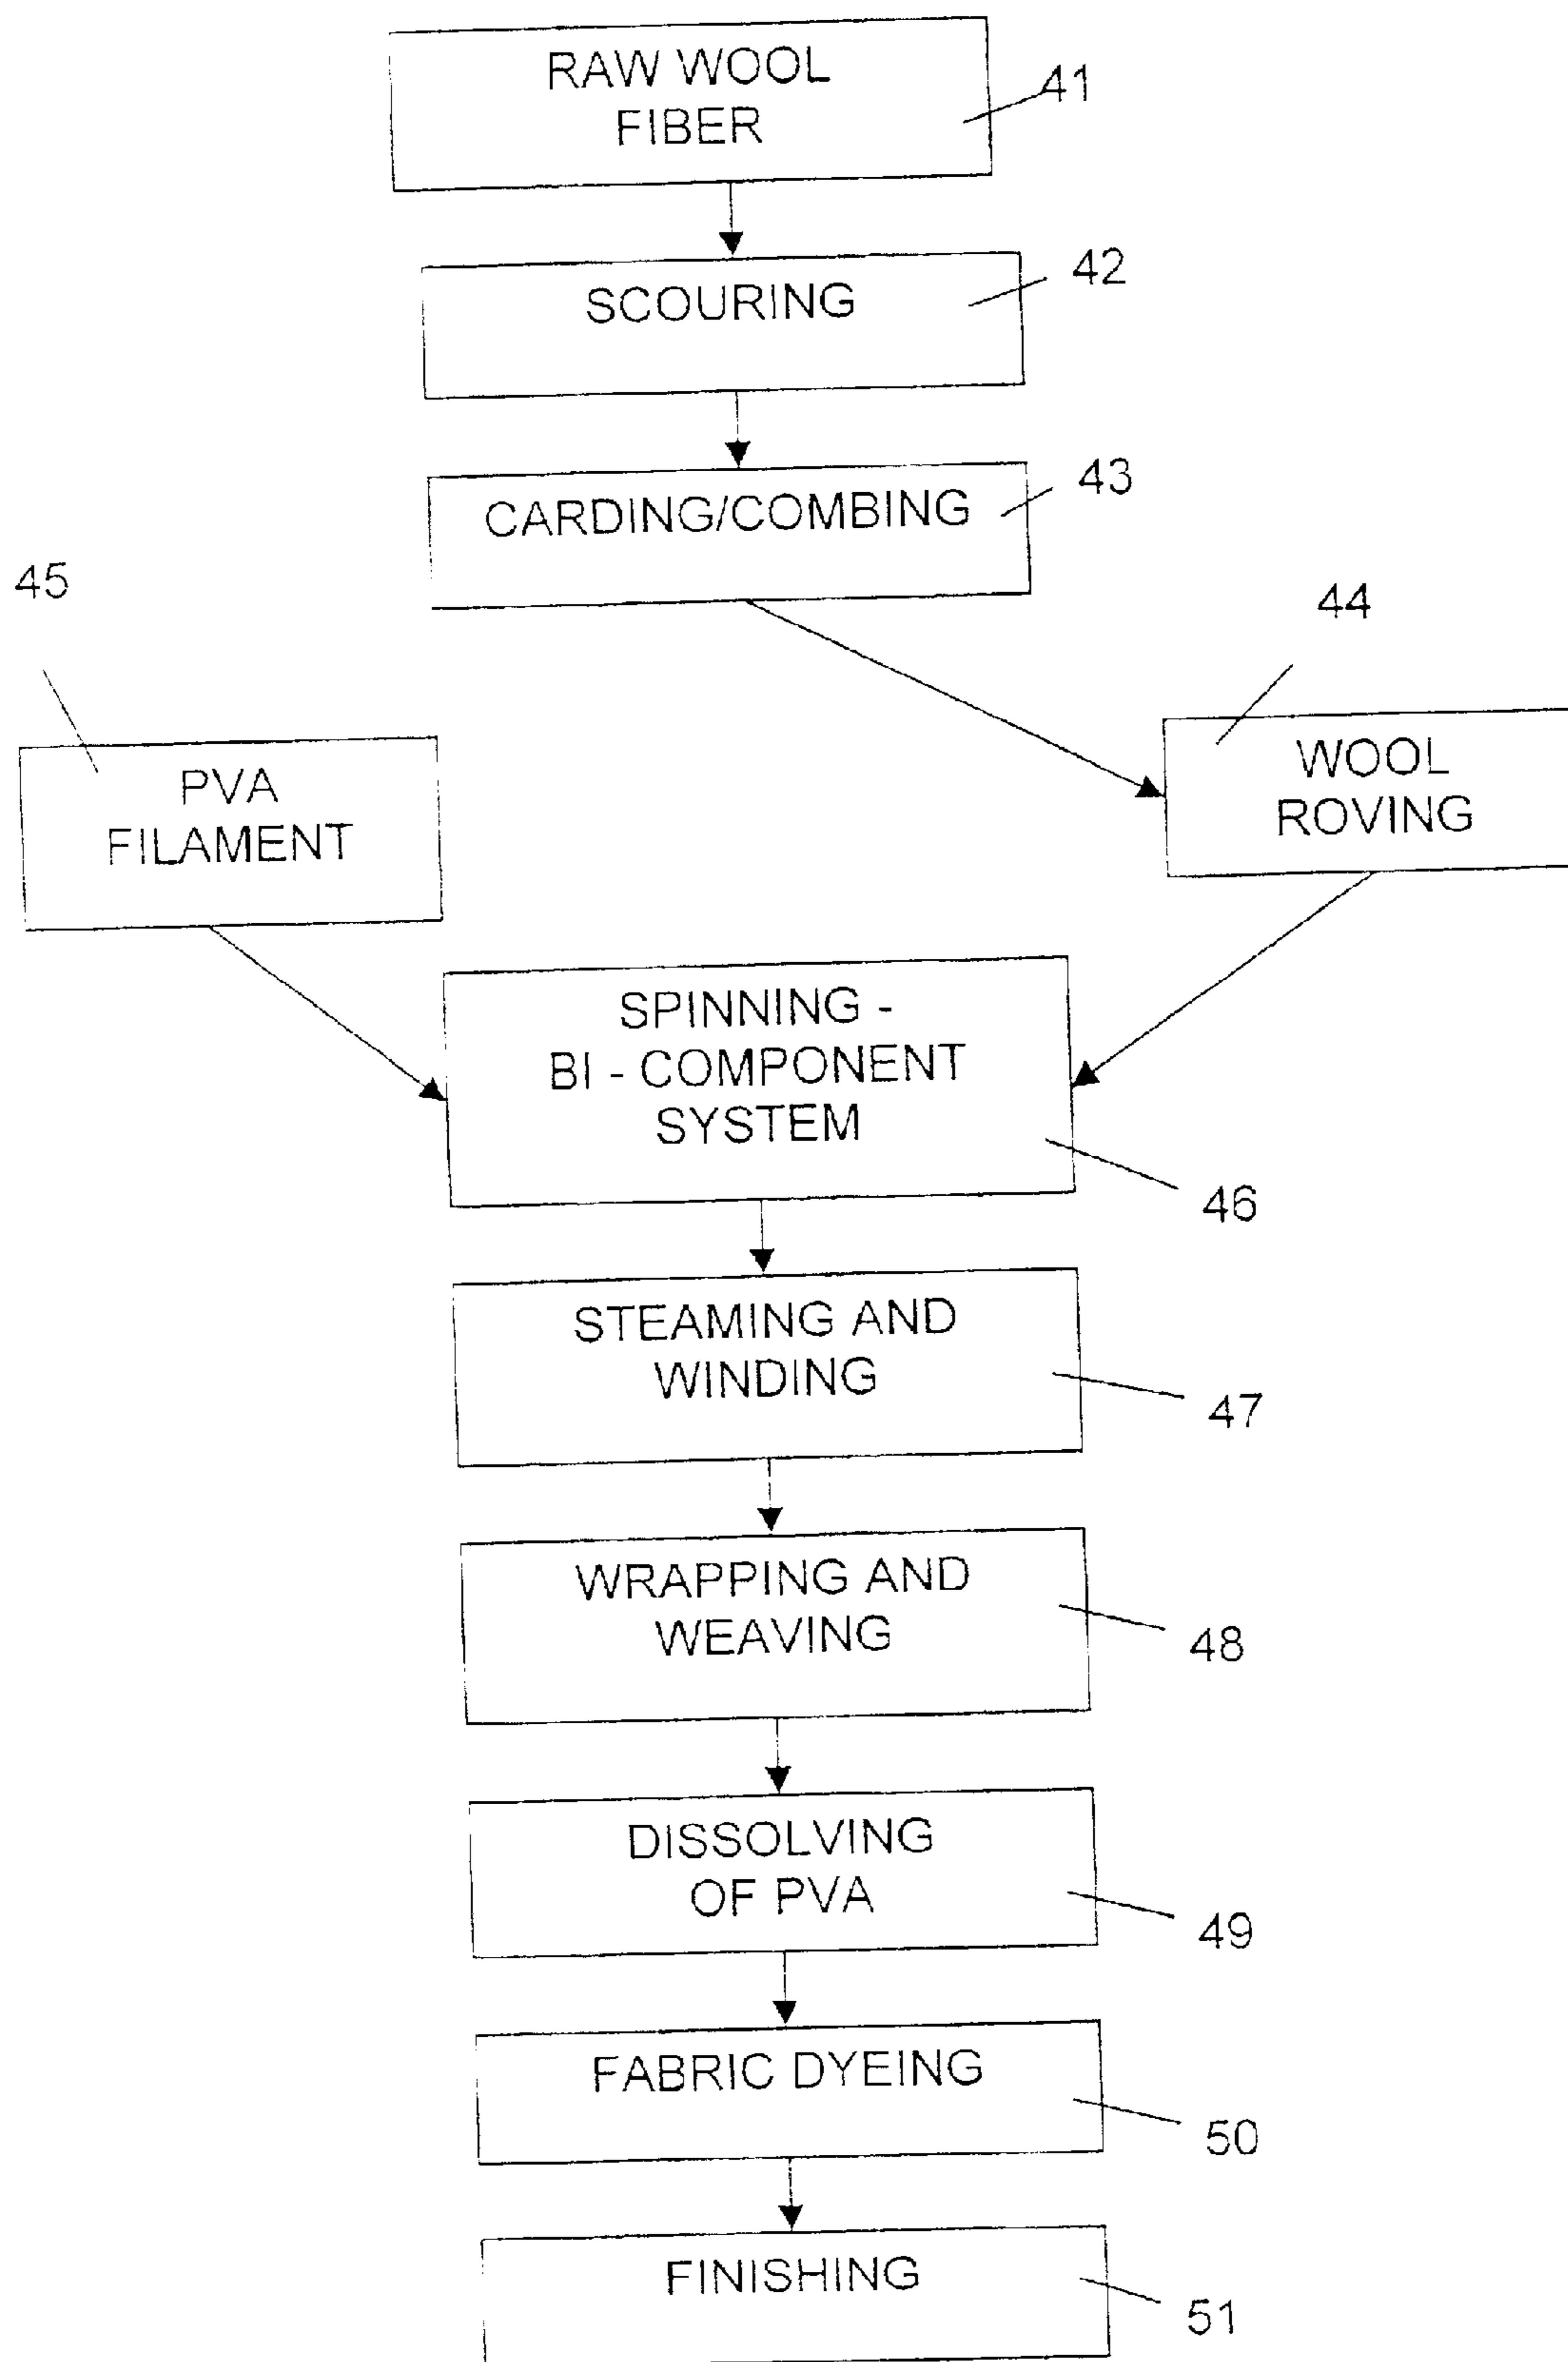 RAW WOOL
FIBER
41
SCOURING
42
CARDING/COMBING
43
45
44
PVA
FILAMENT
WOOL
ROVING
SPINNING -
BI - COMPONENT
SYSTEM
46
STEAMING AND
WINDING
47
WRAPPING AND
WEAVING
48
DISSOLVING
OF PVA
49
FABRIC DYEING
50
FINISHING
51